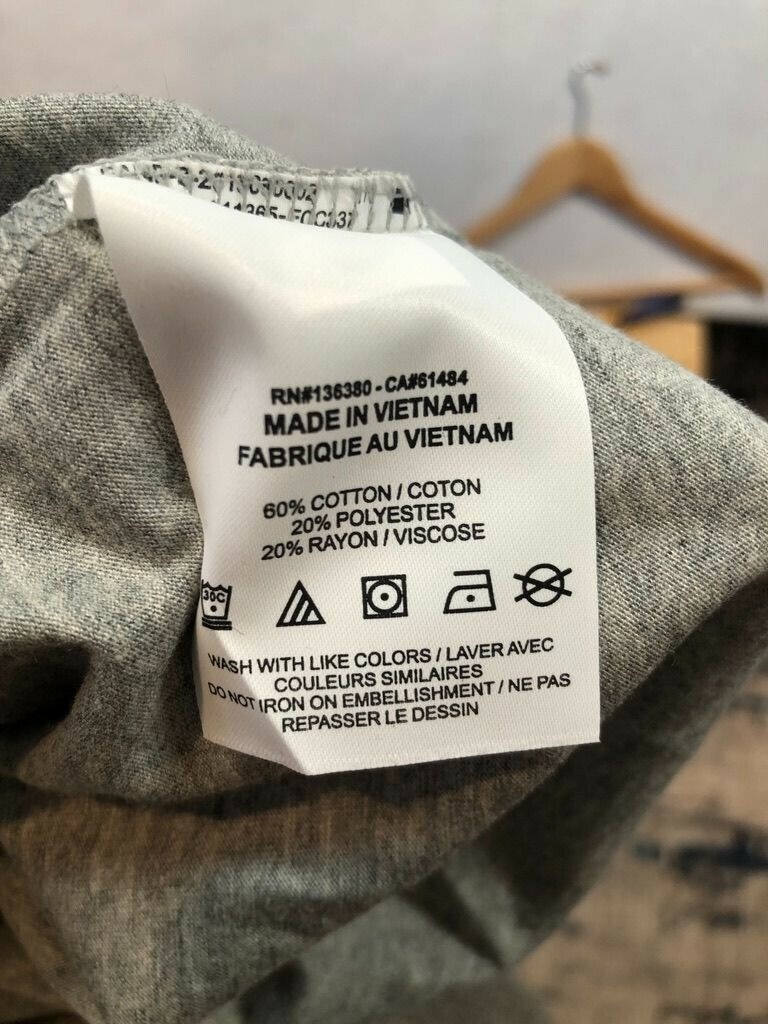 RN#136380 - CA#61484
MADE IN VIETNAM
FABRIQUE AU VIETNAM
60% COTTON / COTON
20% POLYESTER
20% RAYON / VISCOSE
30C
WASH WITH LIKE COLORS / LAVER AVEC
COULEURS SIMILAIRES
DO NOT IRON ON EMBELLISHMENT / NE PAS
REPASSER LE DESSIN